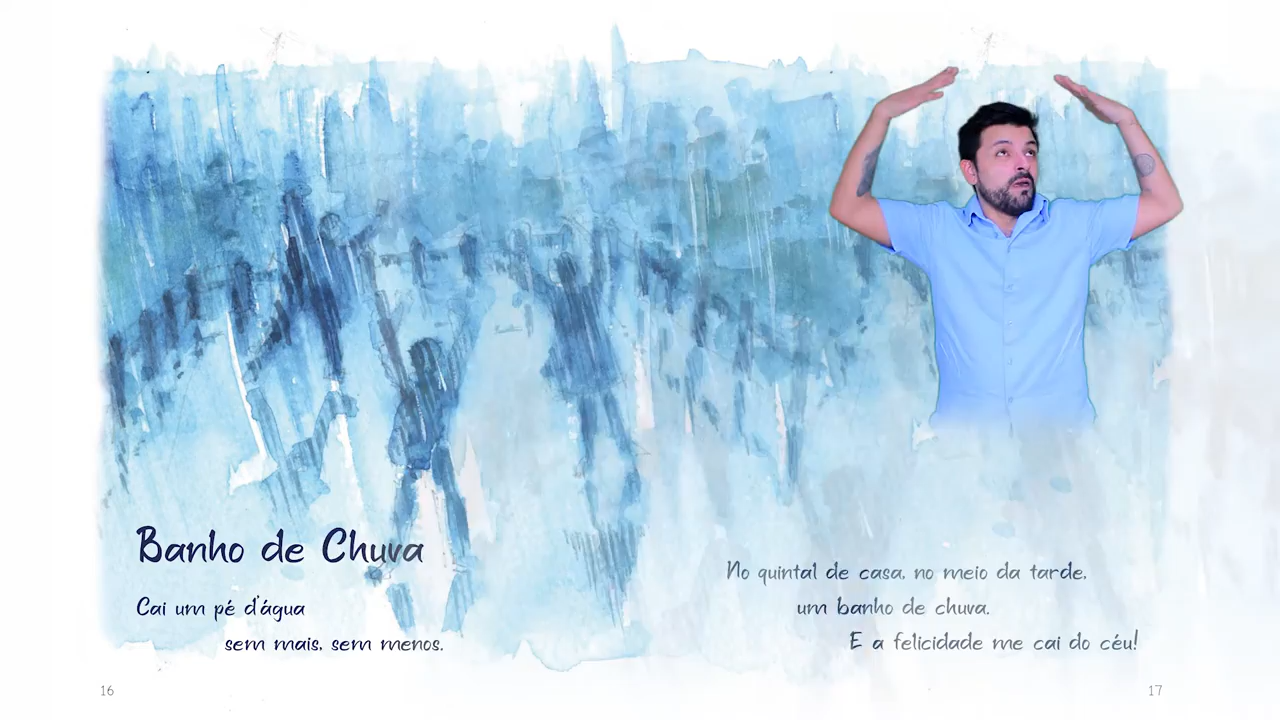 Banho de Chuva
Cai um pé d'água
sem mais, sem menos.
No quintal de casa, no meio da tarde,
um banho de chuva.
E a felicidade me cai do céu!
16
17